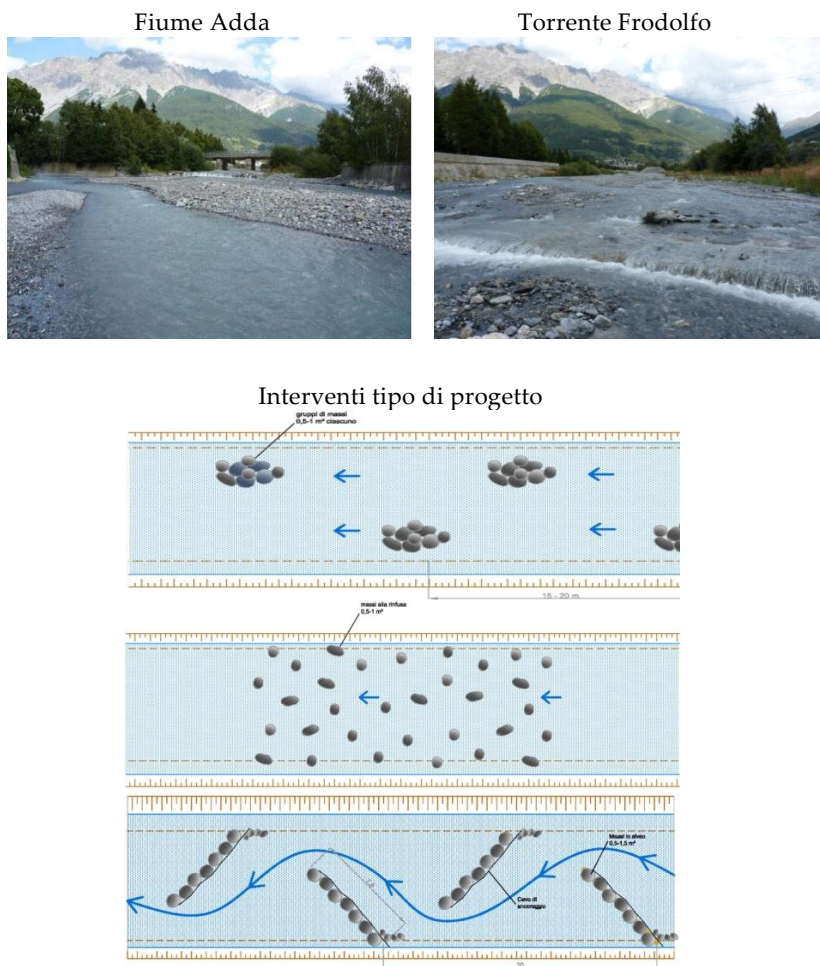 Fiume Adda
Torrente Frodolfo
Interventi tipo di progetto
gruppi di massi
0,5-1 m³ ciascuno
15 - 20 m
massi alla rinfusa
0,5-1 m³
Massi in alveo
0,5-1,5 m³
Cavo di
ancoraggio
20